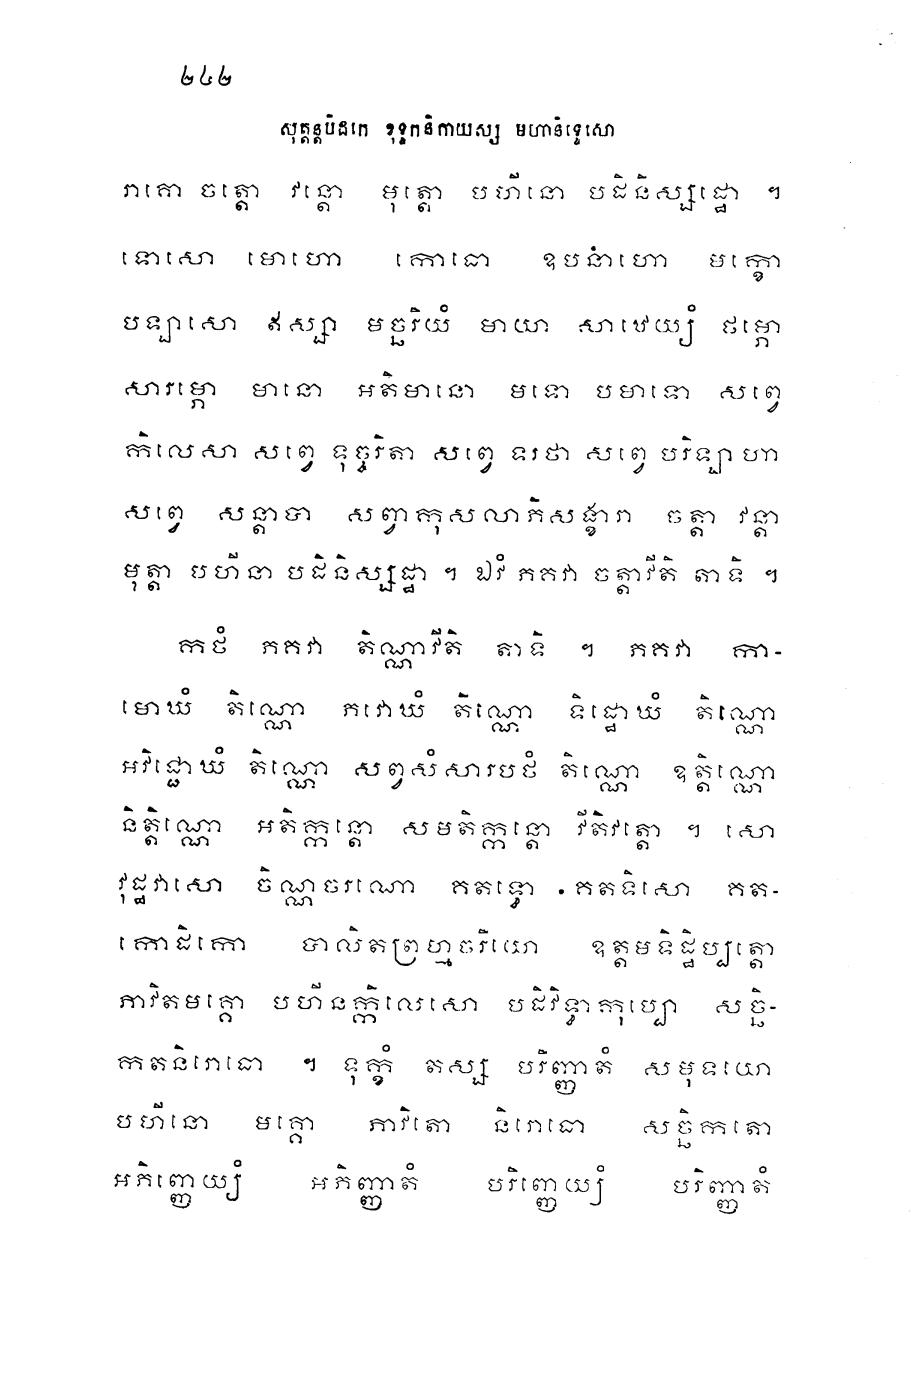 ២៤២
សុត្តន្តបិដកេ ខុទ្ទកនិកាយស្ស មហានិទ្ទេសោ
រាគោ ចត្តោ វន្តោ មុត្តោ បហីនោ បដិនិស្សដ្ឋោ ។
ទោសោ មោហោ កោធោ ឧបនាហោ មក្ខោ
បឡាសោ ឥស្សា មច្ឆរិយំ មាយា សាឋេយ្យំ ថម្ភោ
សារម្ភោ មានោ អតិមានោ មទោ បមាទោ សព្វេ
កិលេសា សព្វេ ទុច្ចរិតា សព្វេ ទរថា សព្វេ បរិឡាហា
សព្វេ សន្តាបា សព្វាកុសលាភិសង្ខារា ចត្តា វន្តា
មុត្តា បហីនា បដិនិស្សដ្ឋា ។ ឯវំ ភគវា ចត្តាវីតិ តាទិ ។
កថំ ភគវា តិណ្ណាវីតិ តាទិ ។ ភគវា កា-
មោឃំ តិណ្ណោ ភវោឃំ តិណ្ណោ ទិដ្ឋោឃំ តិណ្ណោ
អវិជ្ជោឃំ តិណ្ណោ សព្វសំសារបថំ តិណ្ណោ ឧត្តិណ្ណោ
និត្តិណ្ណោ អតិក្កន្តោ សមតិក្កន្តោ វីតិវត្តោ ។ សោ
វុដ្ឋវាសោ ចិណ្ណចរណោ គតទ្ធោ គតទិសោ គត-
កោដិកោ បាលិតព្រហ្មចរិយោ ឧត្តមទិដ្ឋិប្បត្តោ
ភាវិតមគ្គោ បហីនក្កិលេសោ បដិវិទ្ធាកុប្បោ សច្ឆិ-
កតនិរោធោ ។ ទុក្ខំ តស្ស បរិញ្ញាតំ សមុទយោ
បហីនោ មគ្គោ ភាវិតោ និរោធោ សច្ឆិកតោ
អភិញ្ញេយ្យំ អភិញ្ញាតំ បរិញ្ញេយ្យំ បរិញ្ញាតំ